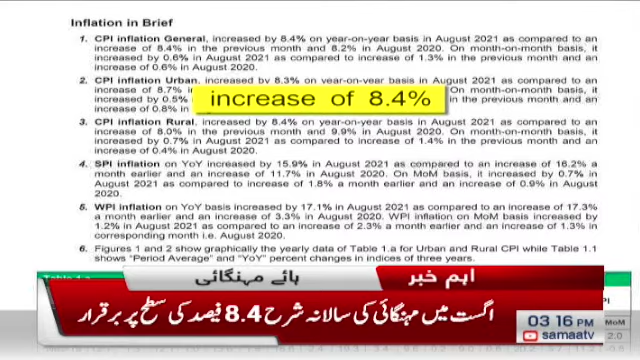 Inflation in Brief
1. CPI inflation General, increased by 8.4% on year-on-year basis in August 2021 as compared to an
increase of 8.4% in the previous month and 8.2% in August 2020. On month-on-month basis, it
increased by 0.6% in August 2021 as compared to increase of 1.3% in the previous month and an
increase of 0.6% in August 2020.
2. CPI inflation Urban, increased by 8.3% on year-on-year basis in August 2021 as compared to an
increase of 8.7% in On month-on-month basis, it
increased by 0.5% in in the previous month and an
increase of 0.8% in
increase of 8.4%
3. CPI inflation Rural, increased by 8.4% on year-on-year basis in August 2021 as compared to an
increase of 8.0% in the previous month and 9.9% in August 2020. On month-on-month basis, it
increased by 0.7% in August 2021 as compared to increase of 1.4% in the previous month and an
increase of 0.4% in August 2020.
4. SPI inflation on YoY increased by 15.9% in August 2021 as compared to an increase of 16.2%
a month earlier and an increase of 11.7% in August 2020. On MoM basis, it increased by 0.7% in
August 2021 as compared to increase of 1.8% a month earlier and an increase of 0.9% in August
2020.
5. WPI inflation on YoY basis increased by 17.1% in August 2021 as compared to an increase of 17.3%
a month earlier and an increase of 3.3% in August 2020. WPI inflation on MoM basis increased by
1.2% in August 2021 as compared to an increase of 2.3% a month earlier and an increase of 1.3% in
corresponding month i.e. August 2020.
6. Figures 1 and 2 show graphically the yearly data of Table 1.a for Urban and Rural CPI while Table 1.1
shows "Period Average" and "YoY" percent changes in indices of three years.
اہم خبر ہائے مہنگائی
اگست میں مہنگائی کی سالانہ شرح 8.4 فیصد کی سطح پر برقرار
03:16 PM
samaatv
MoM
2.0